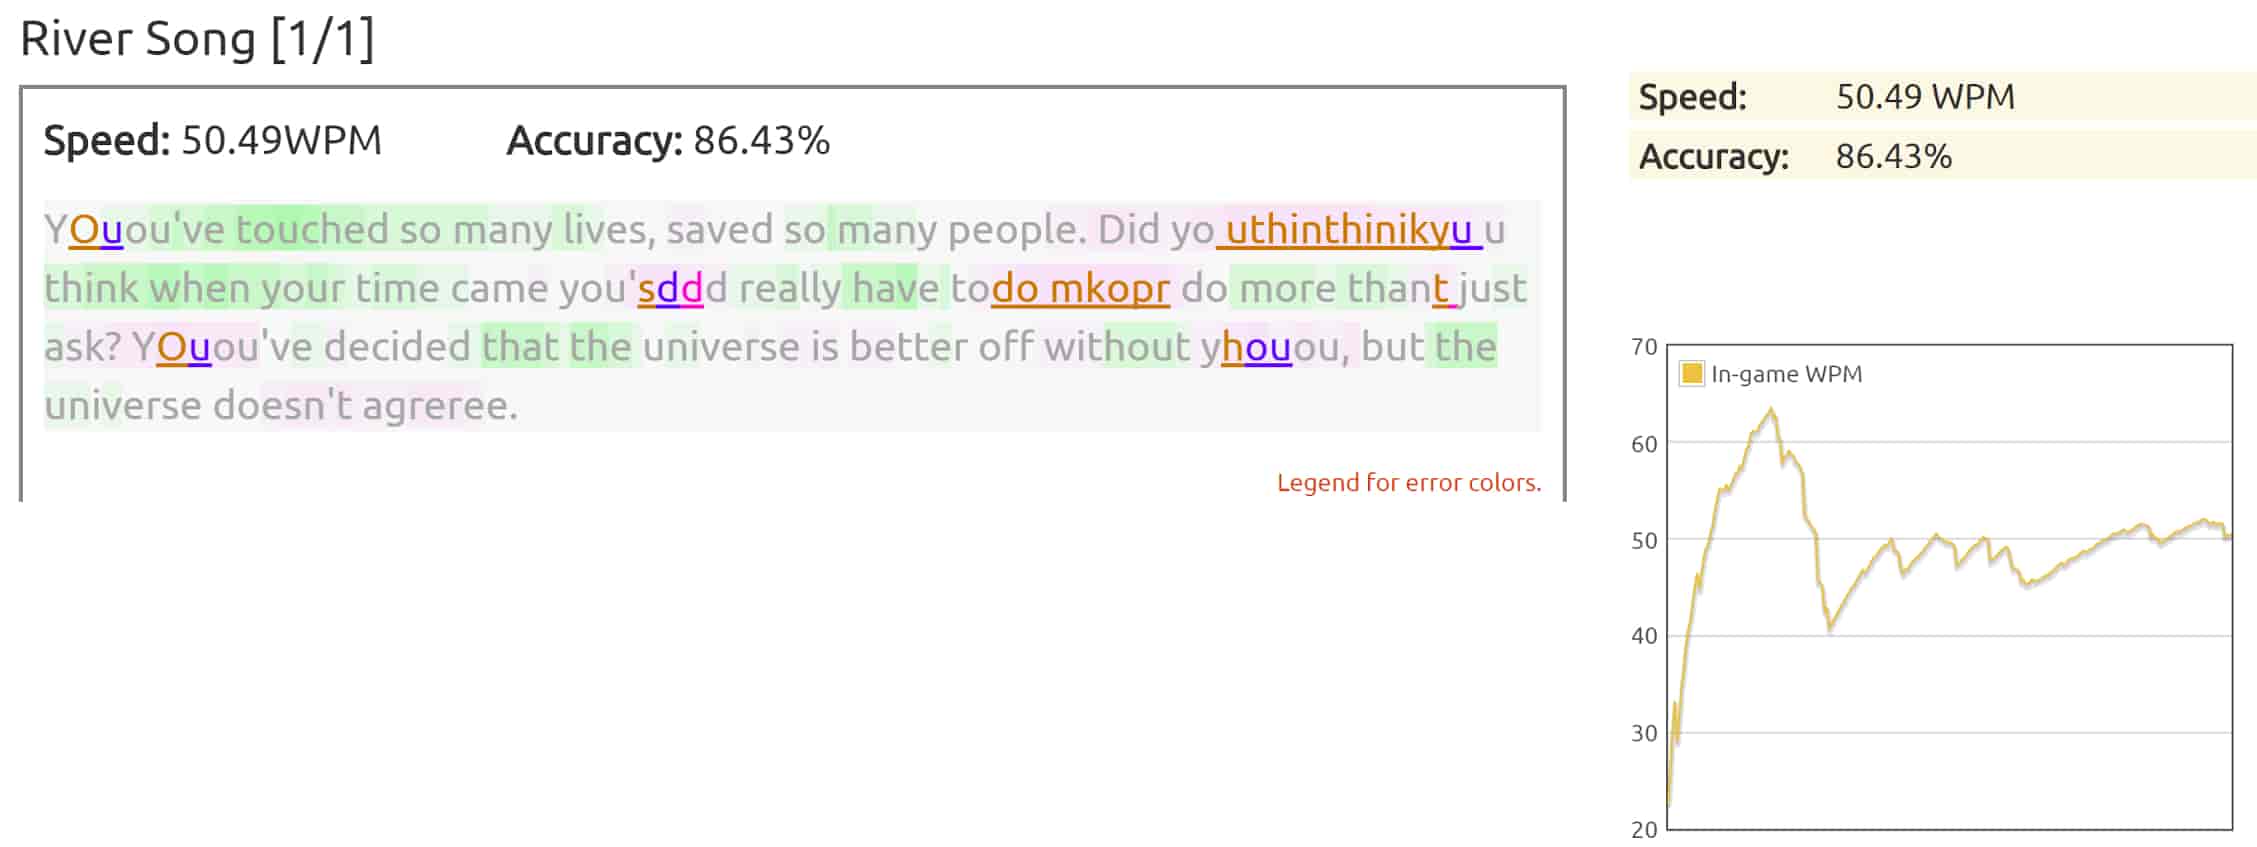 River Song [1/1]
Speed: 50.49WPM Accuracy: 86.43%
YOuou've touched so many lives, saved so many people. Did yo uthinthinikyu u
think when your time came you'sddd really have todo mkopr do more thant just
ask? YOuou've decided that the universe is better off without yhouou, but the
universe doesn't agreree.
Legend for error colors.
Speed: 50.49 WPM
Accuracy: 86.43%
In-game WPM
70
60
50
40
30
20